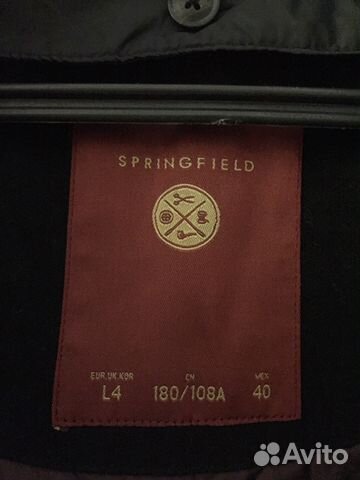 SPRINGFIELD
EUR.UK.KOR CN MEX
L4 180/108A 40
Avito